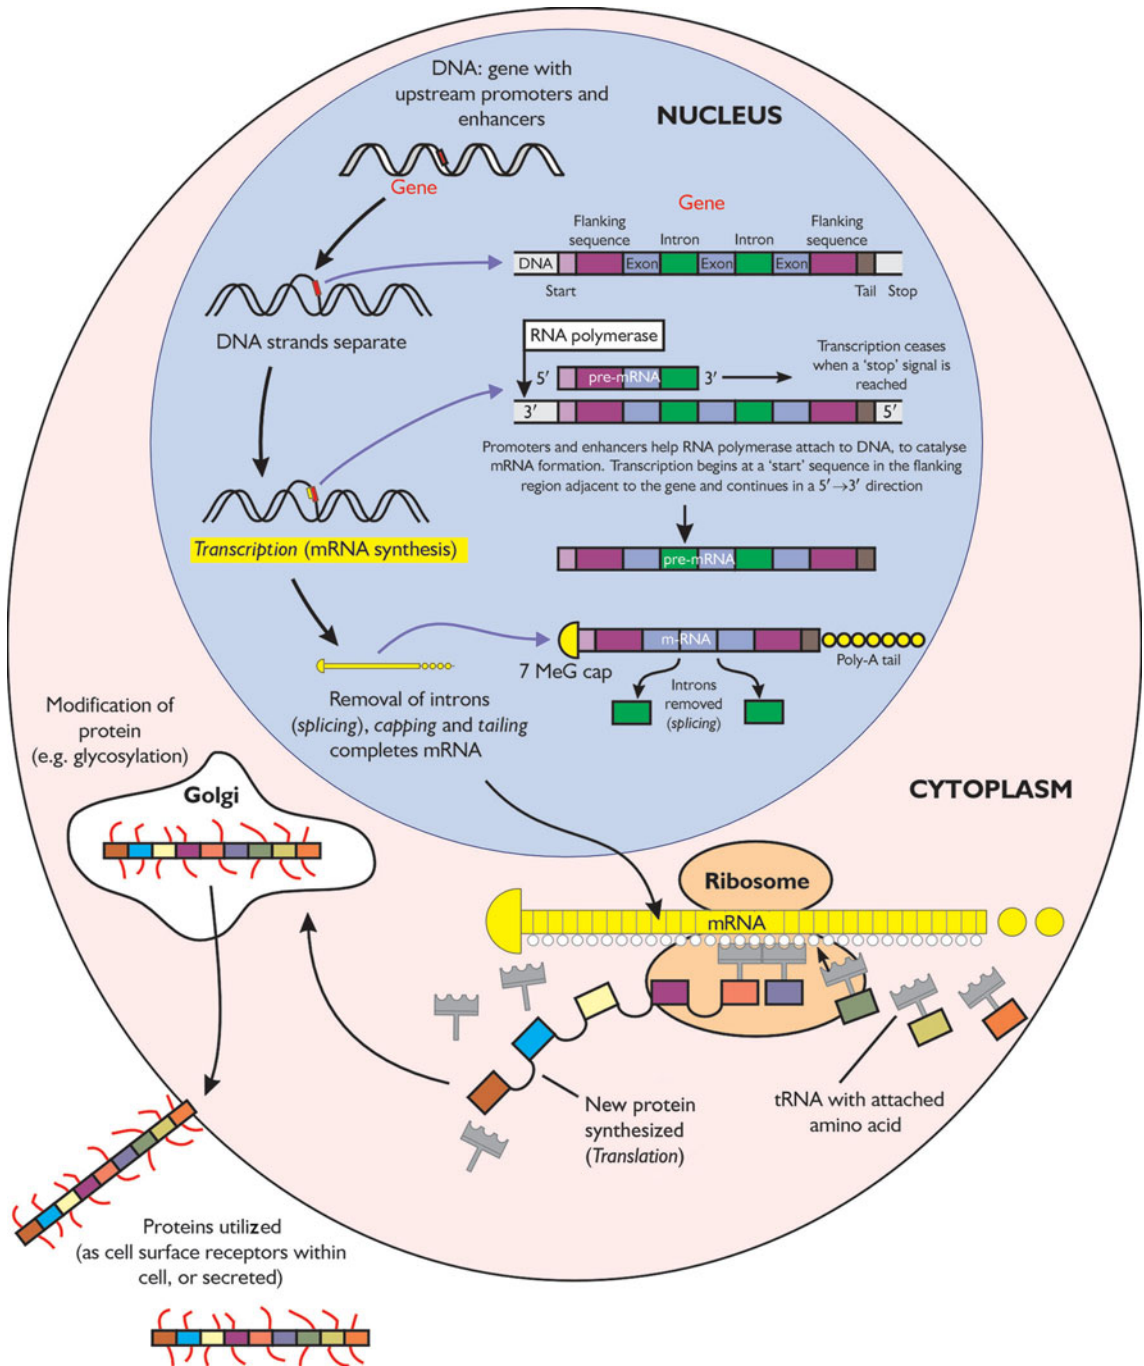 DNA: gene with
upstream promoters and
enhancers
NUCLEUS
Gene
Gene
Flanking
sequence
Intron
Intron
Flanking
sequence
DNA
Exon
Exon
Exon
Start
Tail
Stop
DNA strands separate
RNA polymerase
5′
pre-mRNA
3′
Transcription ceases
when a ‘stop’ signal is
reached
3′
5′
Promoters and enhancers help RNA polymerase attach to DNA, to catalyse
mRNA formation. Transcription begins at a ‘start’ sequence in the flanking
region adjacent to the gene and continues in a 5′→3′ direction
Transcription (mRNA synthesis)
pre-mRNA
m-RNA
7 MeG cap
Poly-A tail
Introns
removed
(splicing)
Removal of introns
(splicing), capping and tailing
completes mRNA
Modification of
protein
(e.g. glycosylation)
Golgi
CYTOPLASM
Ribosome
mRNA
New protein
synthesized
(Translation)
tRNA with attached
amino acid
Proteins utilized
(as cell surface receptors within
cell, or secreted)